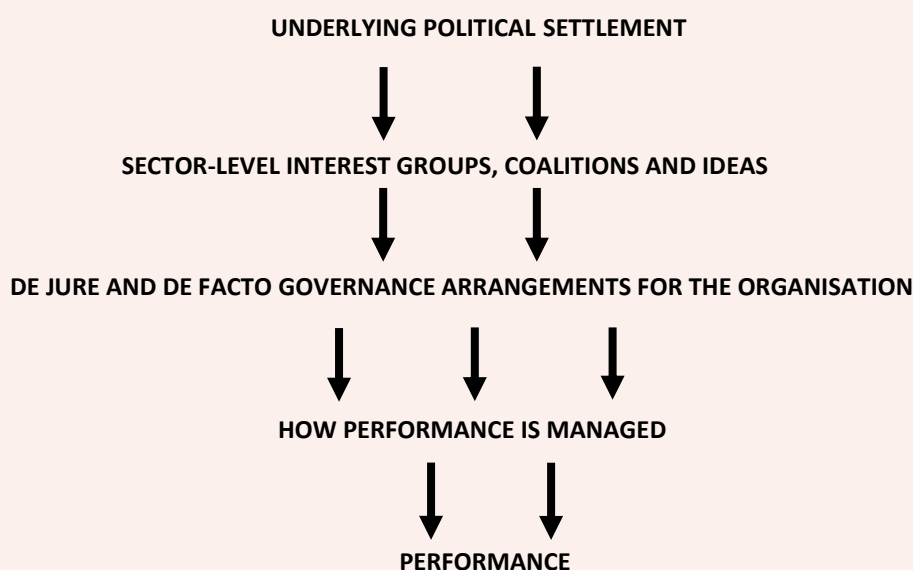 UNDERLYING POLITICAL SETTLEMENT
SECTOR-LEVEL INTEREST GROUPS, COALITIONS AND IDEAS
DE JURE AND DE FACTO GOVERNANCE ARRANGEMENTS FOR THE ORGANISATION
HOW PERFORMANCE IS MANAGED
PERFORMANCE